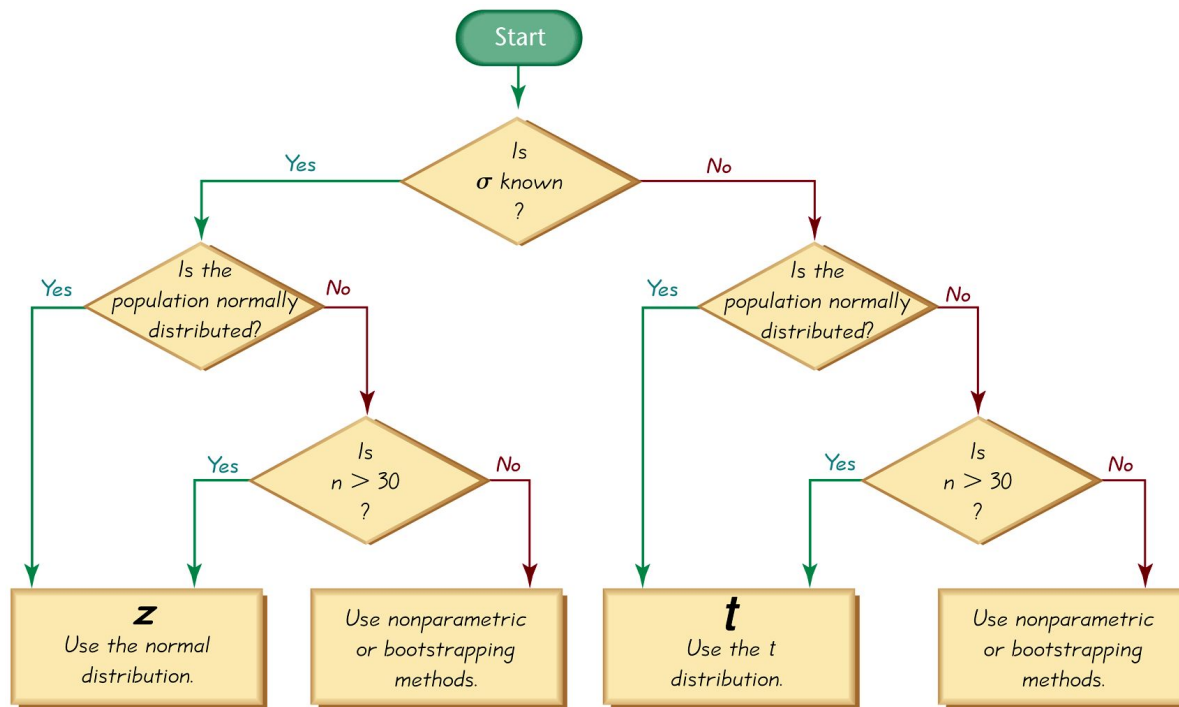 Start
Is
σ known
?
Yes
No
Is the
population normally
distributed?
Yes
No
Is the
population normally
distributed?
Yes
No
Is
n > 30
?
Yes
No
Is
n > 30
?
Yes
No
z
Use the normal
distribution.
Use nonparametric
or bootstrapping
methods.
t
Use the t
distribution.
Use nonparametric
or bootstrapping
methods.